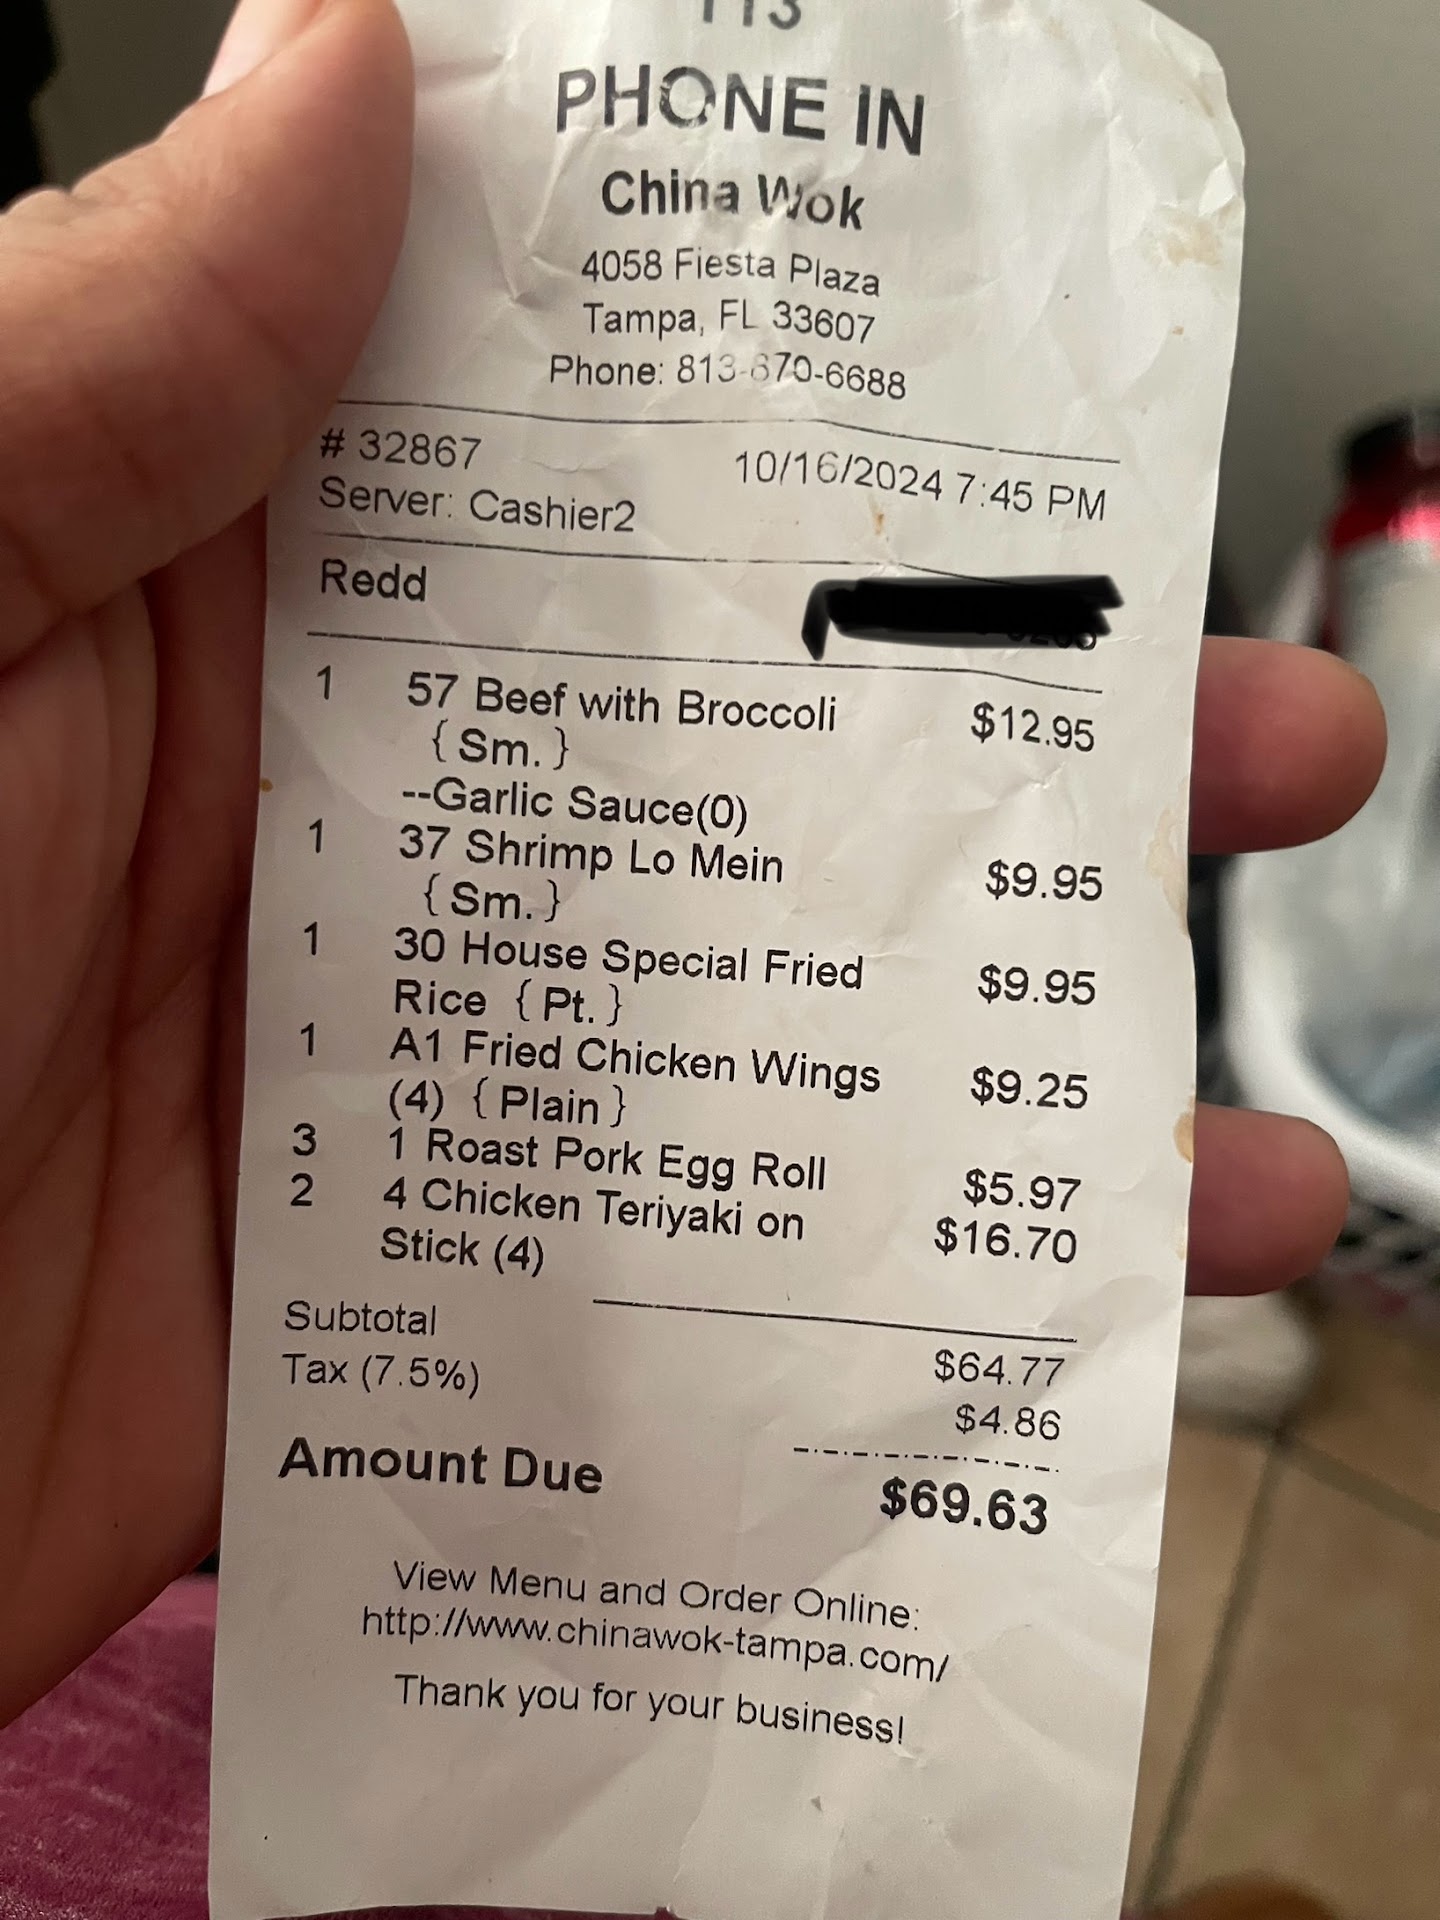 113
PHONE IN
China Wok
4058 Fiesta Plaza
Tampa, FL 33607
Phone: 813-870-6688
# 32867 10/16/2024 7:45 PM
Server: Cashier2
Redd
1 57 Beef with Broccoli $12.95
{ Sm. }
--Garlic Sauce(0)
1 37 Shrimp Lo Mein $9.95
{ Sm. }
1 30 House Special Fried $9.95
Rice { Pt. }
1 A1 Fried Chicken Wings $9.25
(4) { Plain }
3 1 Roast Pork Egg Roll $5.97
2 4 Chicken Teriyaki on $16.70
Stick (4)
Subtotal $64.77
Tax (7.5%) $4.86
Amount Due $69.63
View Menu and Order Online:
http://www.chinawok-tampa.com/
Thank you for your business!